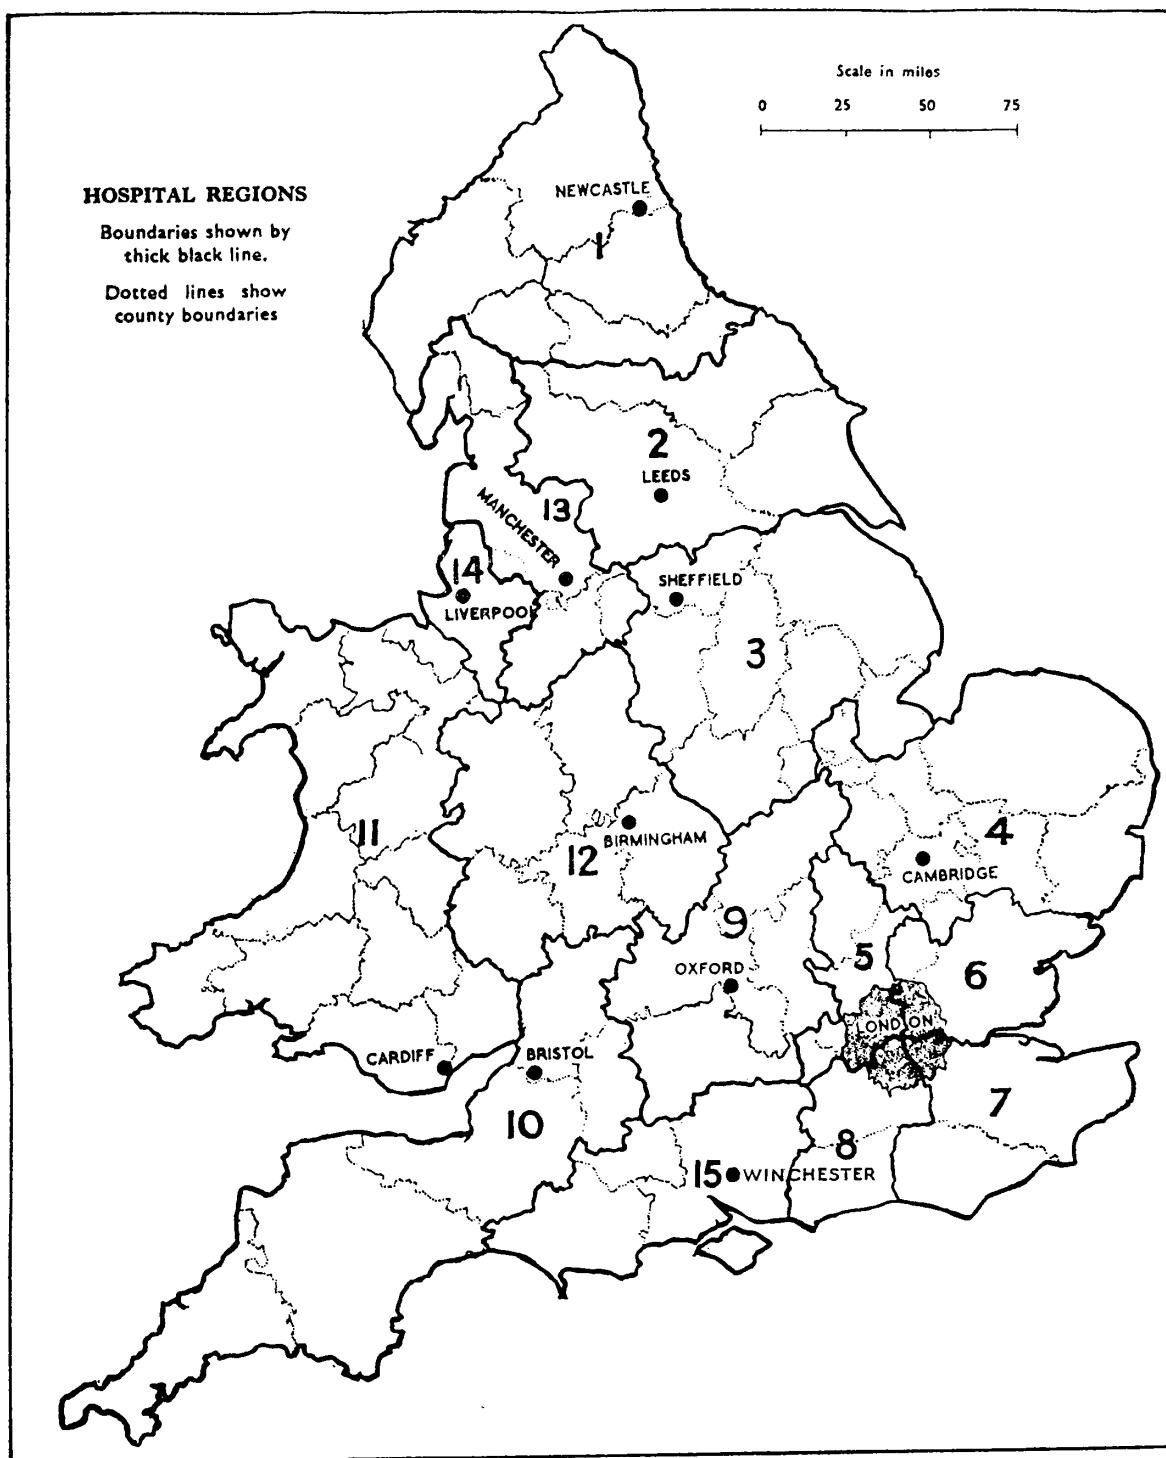 Scale in miles
0 25 50 75
HOSPITAL REGIONS
Boundaries shown by
thick black line.
Dotted lines show
county boundaries
NEWCASTLE
1
2
LEEDS
MANCHESTER
13
14
LIVERPOOL
SHEFFIELD
3
11
12
BIRMINGHAM
4
CAMBRIDGE
9
OXFORD
5
6
LONDON
CARDIFF
BRISTOL
10
7
8
15
WINCHESTER